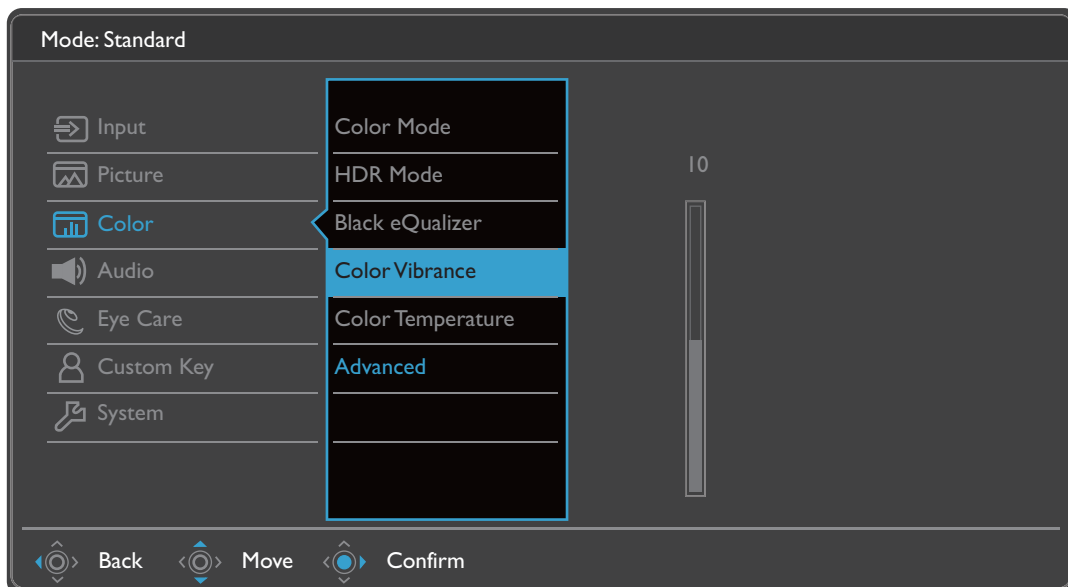 Mode: Standard
Input
Picture
Color
Audio
Eye Care
Custom Key
System
Color Mode
HDR Mode
Black eQualizer
Color Vibrance
Color Temperature
Advanced
10
Back Move Confirm